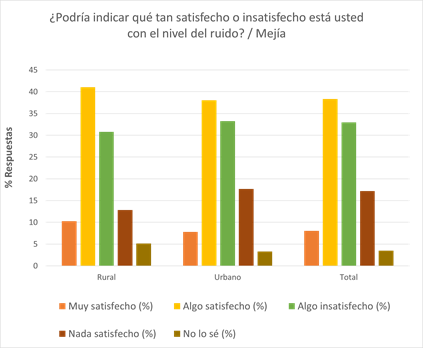 ¿Podría indicar qué tan satisfecho o insatisfecho está usted
con el nivel del ruido? / Mejía
45
40
35
30
25
20
15
10
5
0
% Respuestas
Rural Urbano Total
Muy satisfecho (%) Algo satisfecho (%) Algo insatisfecho (%)
Nada satisfecho (%) No lo sé (%)